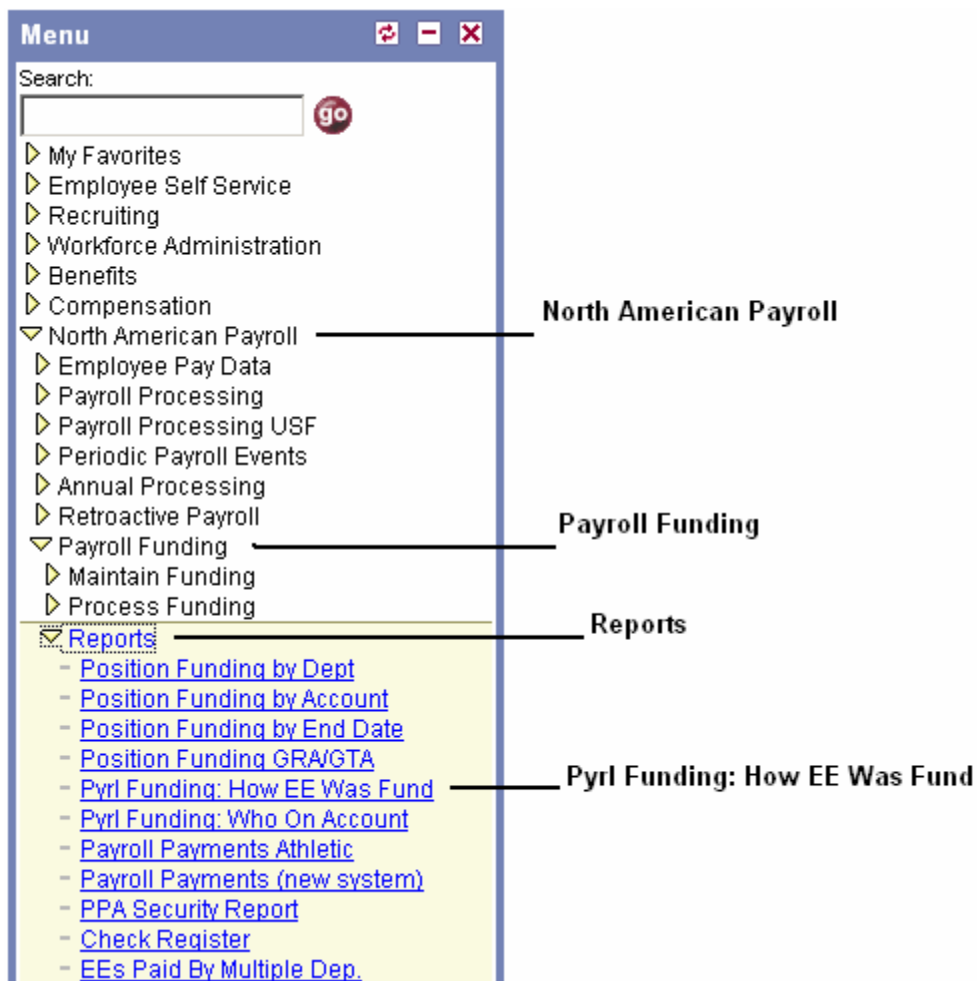 Menu
Search:
go
My Favorites
Employee Self Service
Recruiting
Workforce Administration
Benefits
Compensation
North American Payroll
North American Payroll
Employee Pay Data
Payroll Processing
Payroll Processing USF
Periodic Payroll Events
Annual Processing
Retroactive Payroll
Payroll Funding
Payroll Funding
Maintain Funding
Process Funding
Reports
Reports
Position Funding by Dept
Position Funding by Account
Position Funding by End Date
Position Funding GRA/GTA
Pyrl Funding: How EE Was Fund
Pyrl Funding: How EE Was Fund
Pyrl Funding: Who On Account
Payroll Payments Athletic
Payroll Payments (new system)
PPA Security Report
Check Register
EEs Paid By Multiple Dep.